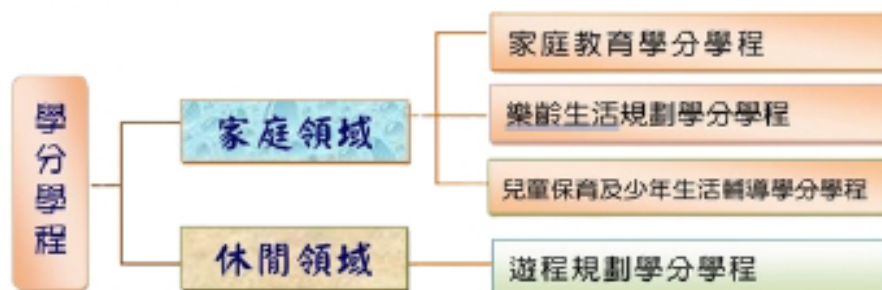 學分學程
家庭領域
家庭教育學分學程
樂齡生活規劃學分學程
兒童保育及少年生活輔導學分學程
休閒領域
遊程規劃學分學程